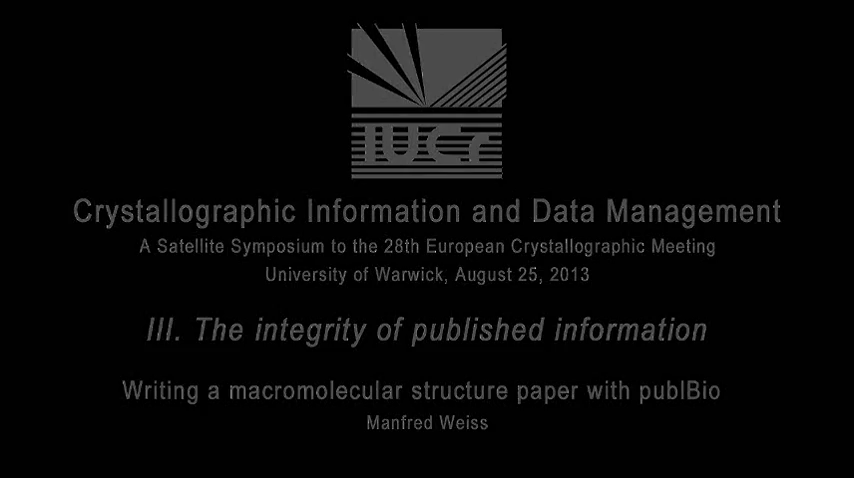 IUCr
Crystallographic Information and Data Management
A Satellite Symposium to the 28th European Crystallographic Meeting
University of Warwick, August 25, 2013
III. The integrity of published information
Writing a macromolecular structure paper with publBio
Manfred Weiss